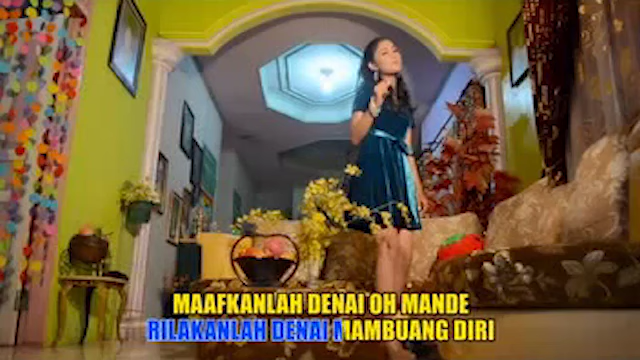 MAAFKANLAH DENAI OH MANDE
RILAKANLAH DENAI MAMBUANG DIRI